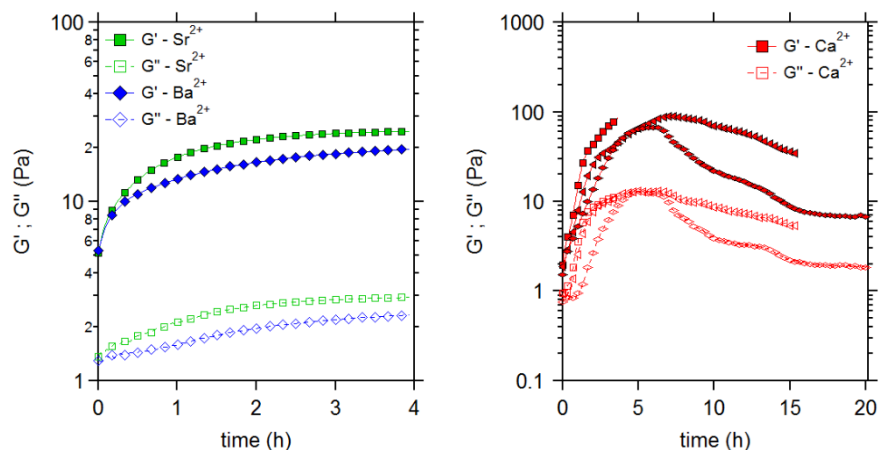 100
8
6
4
2
10
8
6
4
2
1
G' ; G" (Pa)
G' - Sr2+
G" - Sr2+
G' - Ba2+
G" - Ba2+
0 1 2 3 4
time (h)
1000
100
10
1
0.1
G' ; G" (Pa)
G' - Ca2+
G" - Ca2+
0 5 10 15 20
time (h)